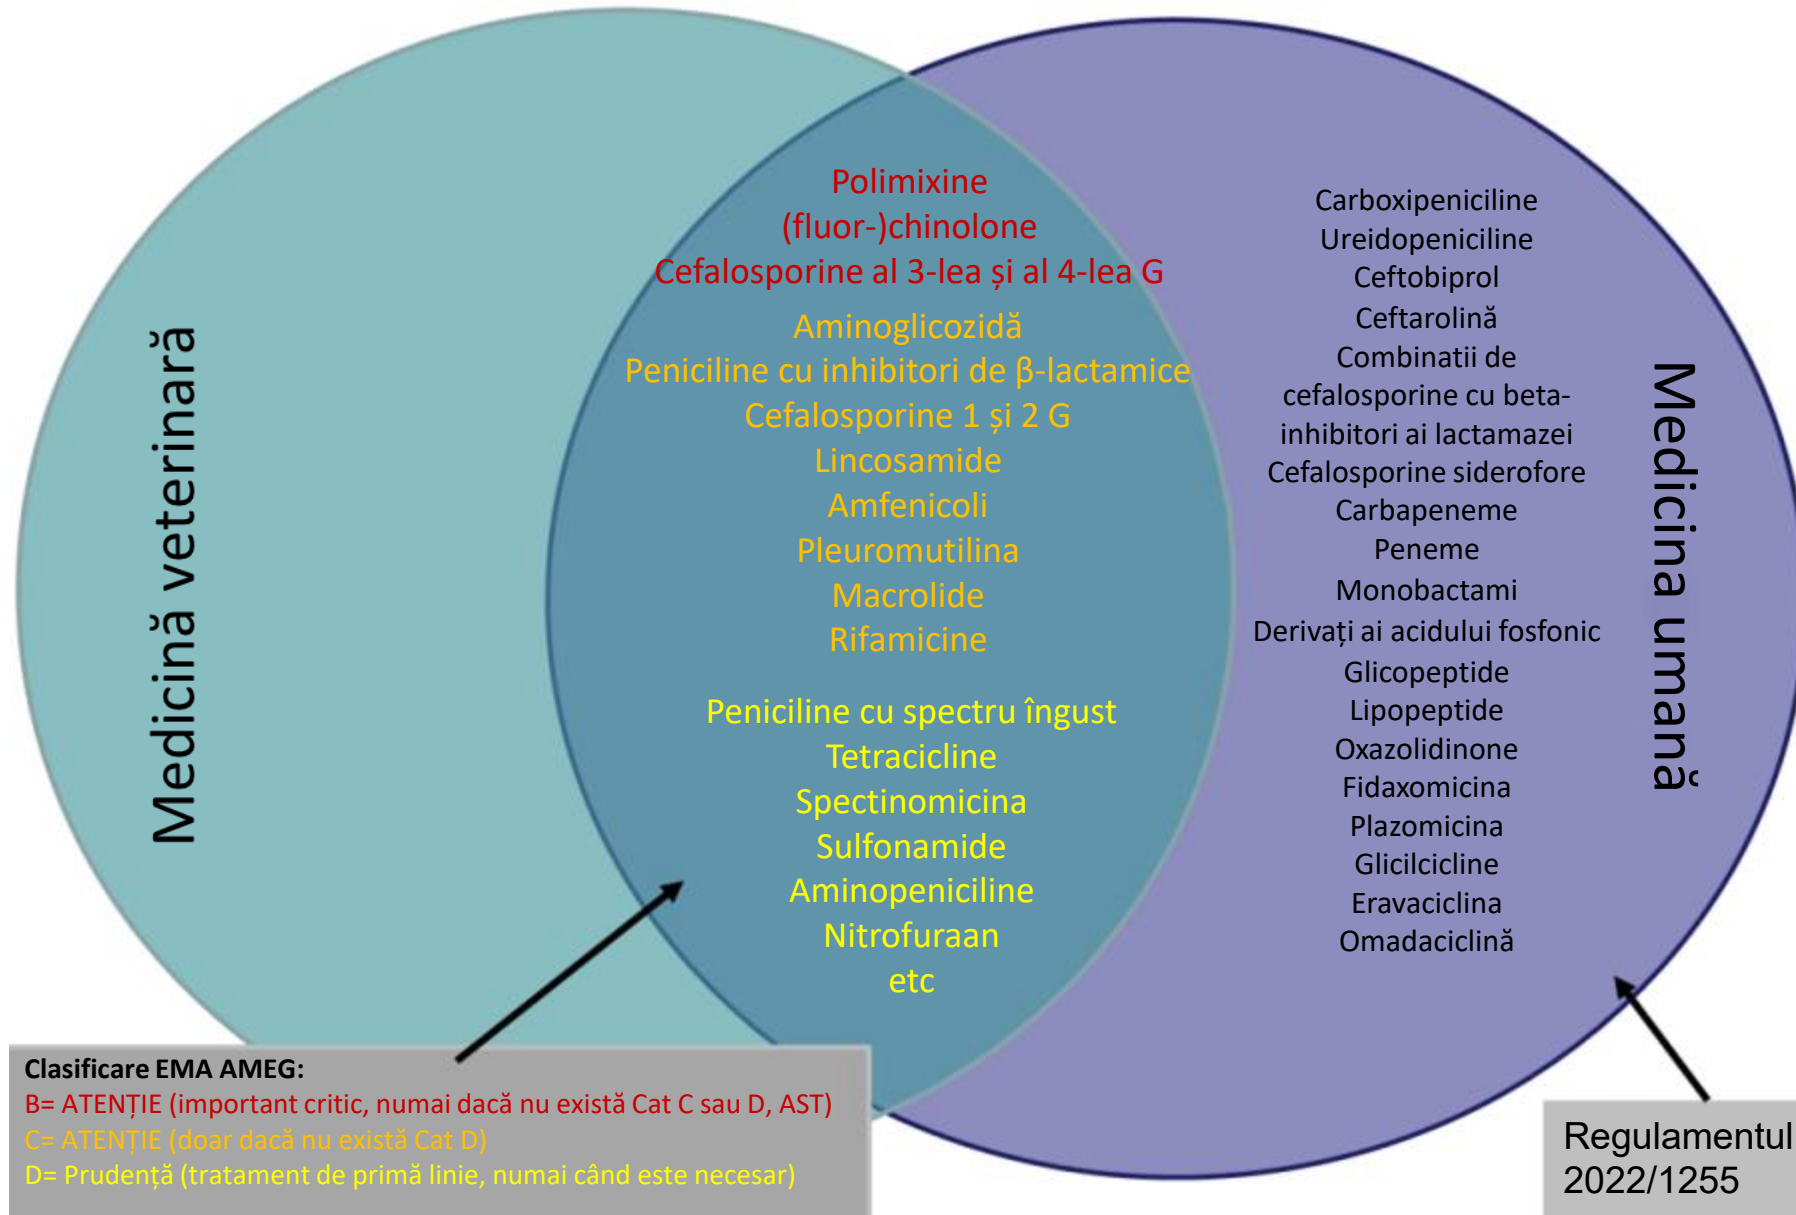 Medicină veterinară
Polimixine
(fluor-)chinolone
Cefalosporine al 3-lea și al 4-lea G
Aminoglicozidă
Peniciline cu inhibitori de β-lactamice
Cefalosporine 1 și 2 G
Lincosamide
Amfenicoli
Pleuromutilina
Macrolide
Rifamicine
Peniciline cu spectru îngust
Tetracicline
Spectinomicina
Sulfonamide
Aminopeniciline
Nitrofuraan
etc
Carboxipeniciline
Ureidopeniciline
Ceftobiprol
Ceftarolină
Combinatii de
cefalosporine cu beta-
inhibitori ai lactamazei
Cefalosporine siderofore
Carbapeneme
Peneme
Monobactami
Derivați ai acidului fosfonic
Glicopeptide
Lipopeptide
Oxazolidinone
Fidaxomicina
Plazomicina
Glicilcicline
Eravaciclina
Omadaciclină
Medicina umană
Clasificare EMA AMEG:
B= ATENȚIE (important critic, numai dacă nu există Cat C sau D, AST)
C= ATENȚIE (doar dacă nu există Cat D)
D= Prudență (tratament de primă linie, numai când este necesar)
Regulamentul
2022/1255